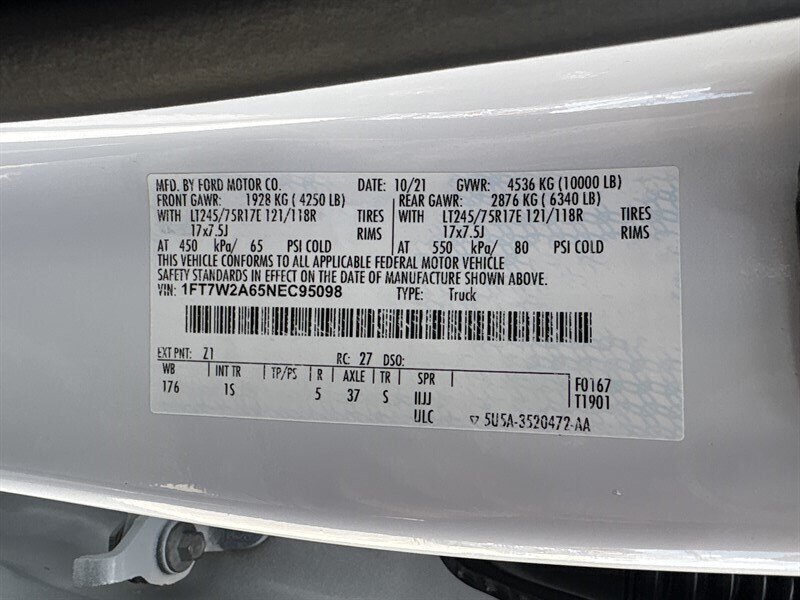 MFD. BY FORD MOTOR CO. DATE: 10/21 GVWR: 4536 KG (10000 LB)
FRONT GAWR: 1928 KG (4250 LB) REAR GAWR: 2876 KG (6340 LB)
WITH LT245/75R17E 121/118R TIRES WITH LT245/75R17E 121/118R TIRES
17x7.5J RIMS 17x7.5J RIMS
AT 450 kPa/ 65 PSI COLD AT 550 kPa/ 80 PSI COLD
THIS VEHICLE CONFORMS TO ALL APPLICABLE FEDERAL MOTOR VEHICLE
SAFETY STANDARDS IN EFFECT ON THE DATE OF MANUFACTURE SHOWN ABOVE.
VIN: 1FT7W2A65NEC95098 TYPE: Truck
EXT PNT: Z1 RC: 27 DSO:
WB INT TR TP/PS R AXLE TR SPR F0167
176 1S 5 37 S IIJJ T1901
ULC 5U5A-3520472-AA